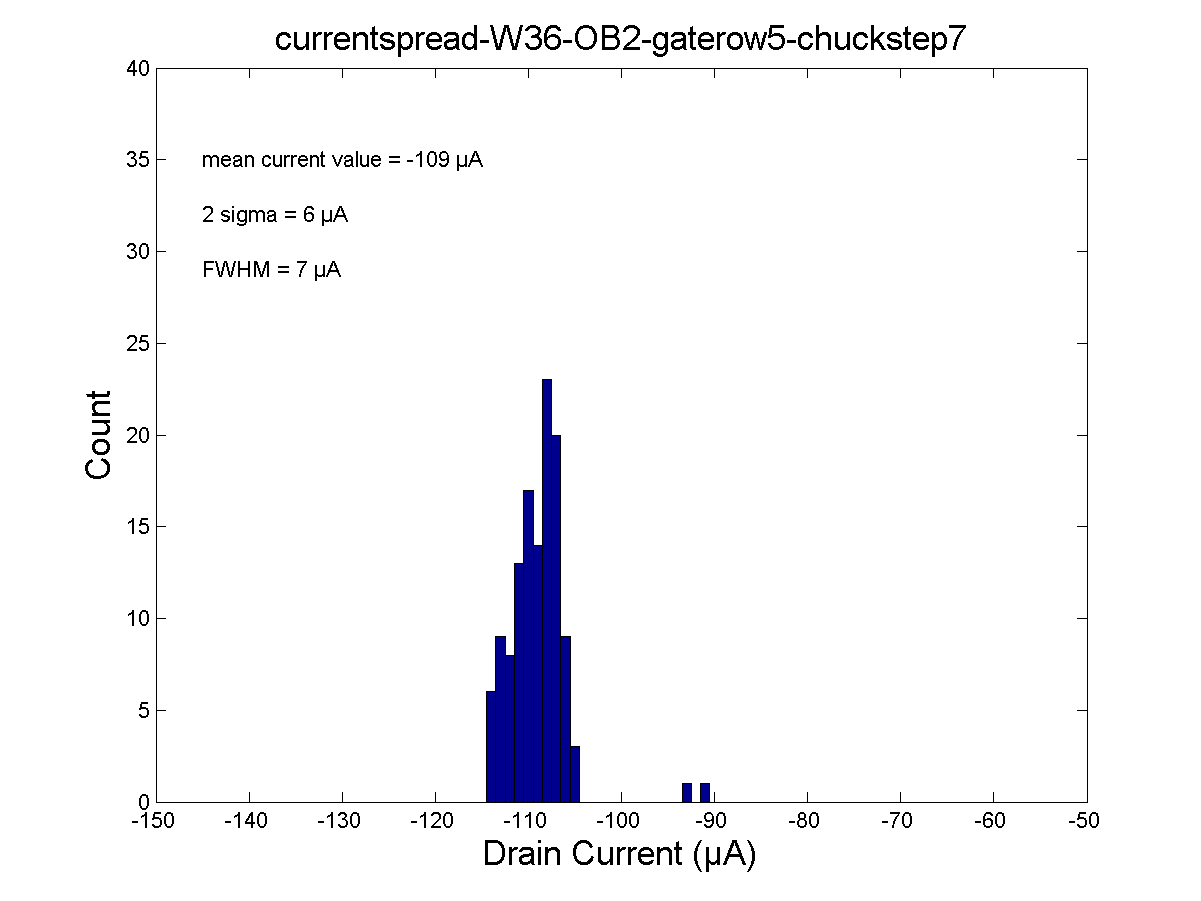 currentspread-W36-OB2-gaterow5-chuckstep7
40
35
30
25
20
15
10
5
0
mean current value = -109 µA
2 sigma = 6 µA
FWHM = 7 µA
Count
-150 -140 -130 -120 -110 -100 -90 -80 -70 -60 -50
Drain Current (µA)